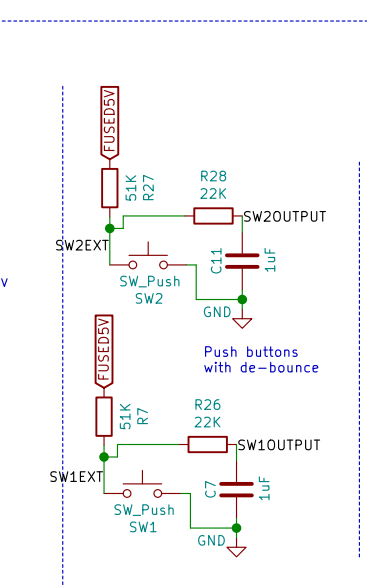 FUSED5V
51K
R27
R28
22K
SW2OUTPUT
SW2EXT
C11
1uF
SW_Push
SW2
GND
v
Push buttons
with de-bounce
FUSED5V
51K
R7
R26
22K
SW1OUTPUT
SW1EXT
C7
1uF
SW_Push
SW1
GND